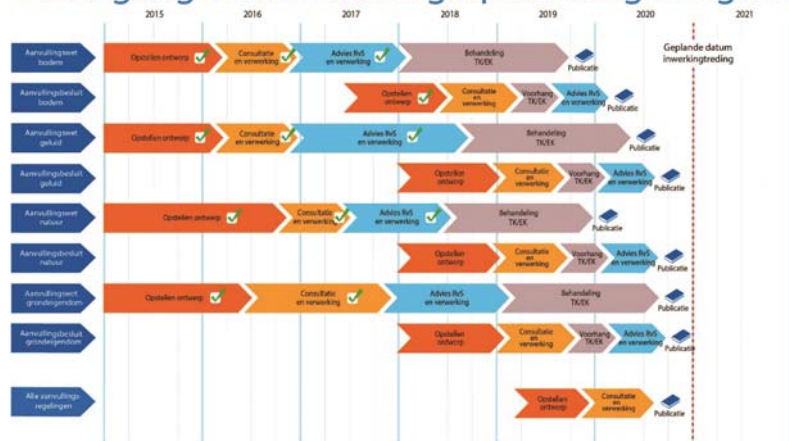 2015 2016 2017 2018 2019 2020 2021
Geplande datum
inwerkingtreding
Aanvullingswet
bodem
Opstellen ontwerp
Consultatie
en verwerking
Advies RvS
en verwerking
Behandeling
TK/EK
Publicatie
Aanvullingsbesluit
bodem
Opstellen
ontwerp
Consultatie
en
verwerking
Voorhang
TK/EK
Advies RvS
en verwerking
Publicatie
Aanvullingswet
geluid
Opstellen ontwerp
Consultatie
en verwerking
Advies RvS
en verwerking
Behandeling
TK/EK
Publicatie
Aanvullingsbesluit
geluid
Opstellen
ontwerp
Consultatie
en
verwerking
Voorhang
TK/EK
Advies RvS
en verwerking
Publicatie
Aanvullingswet
natuur
Opstellen ontwerp
Consultatie
en verwerking
Advies RvS
en verwerking
Behandeling
TK/EK
Publicatie
Aanvullingsbesluit
natuur
Opstellen
ontwerp
Consultatie
en
verwerking
Voorhang
TK/EK
Advies RvS
en verwerking
Publicatie
Aanvullingswet
grondeigendom
Opstellen ontwerp
Consultatie
en verwerking
Advies RvS
en verwerking
Behandeling
TK/EK
Publicatie
Aanvullingsbesluit
grondeigendom
Opstellen
ontwerp
Consultatie
en
verwerking
Voorhang
TK/EK
Advies RvS
en verwerking
Publicatie
Alle aanvullings-
regelingen
Opstellen
ontwerp
Consultatie
en
verwerking
Publicatie